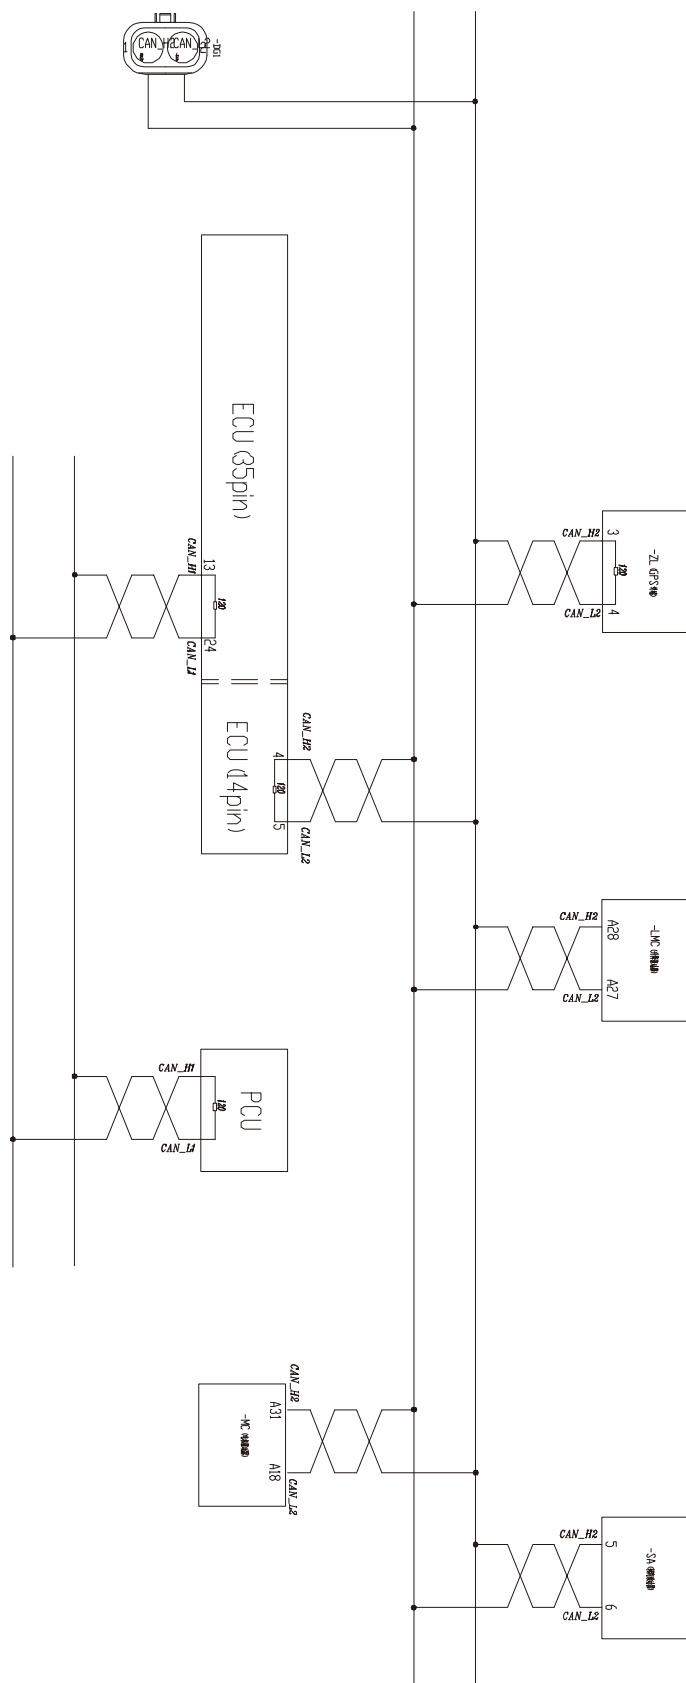 1
CAN_H2
CAN_L2
2
-DG1
ECU (35pin)
13
CAN_H1
120
24
CAN_L1
CAN_H2
3
-ZL (GPS
120
4
CAN_L2
ECU (14pin)
CAN_H2
4
120
5
CAN_L2
CAN_H2
A28
-LMC
A27
CAN_L2
CAN_H1
PCU
120
CAN_L1
CAN_H2
A31
-MC
A18
CAN_L2
CAN_H2
5
-SA
6
CAN_L2